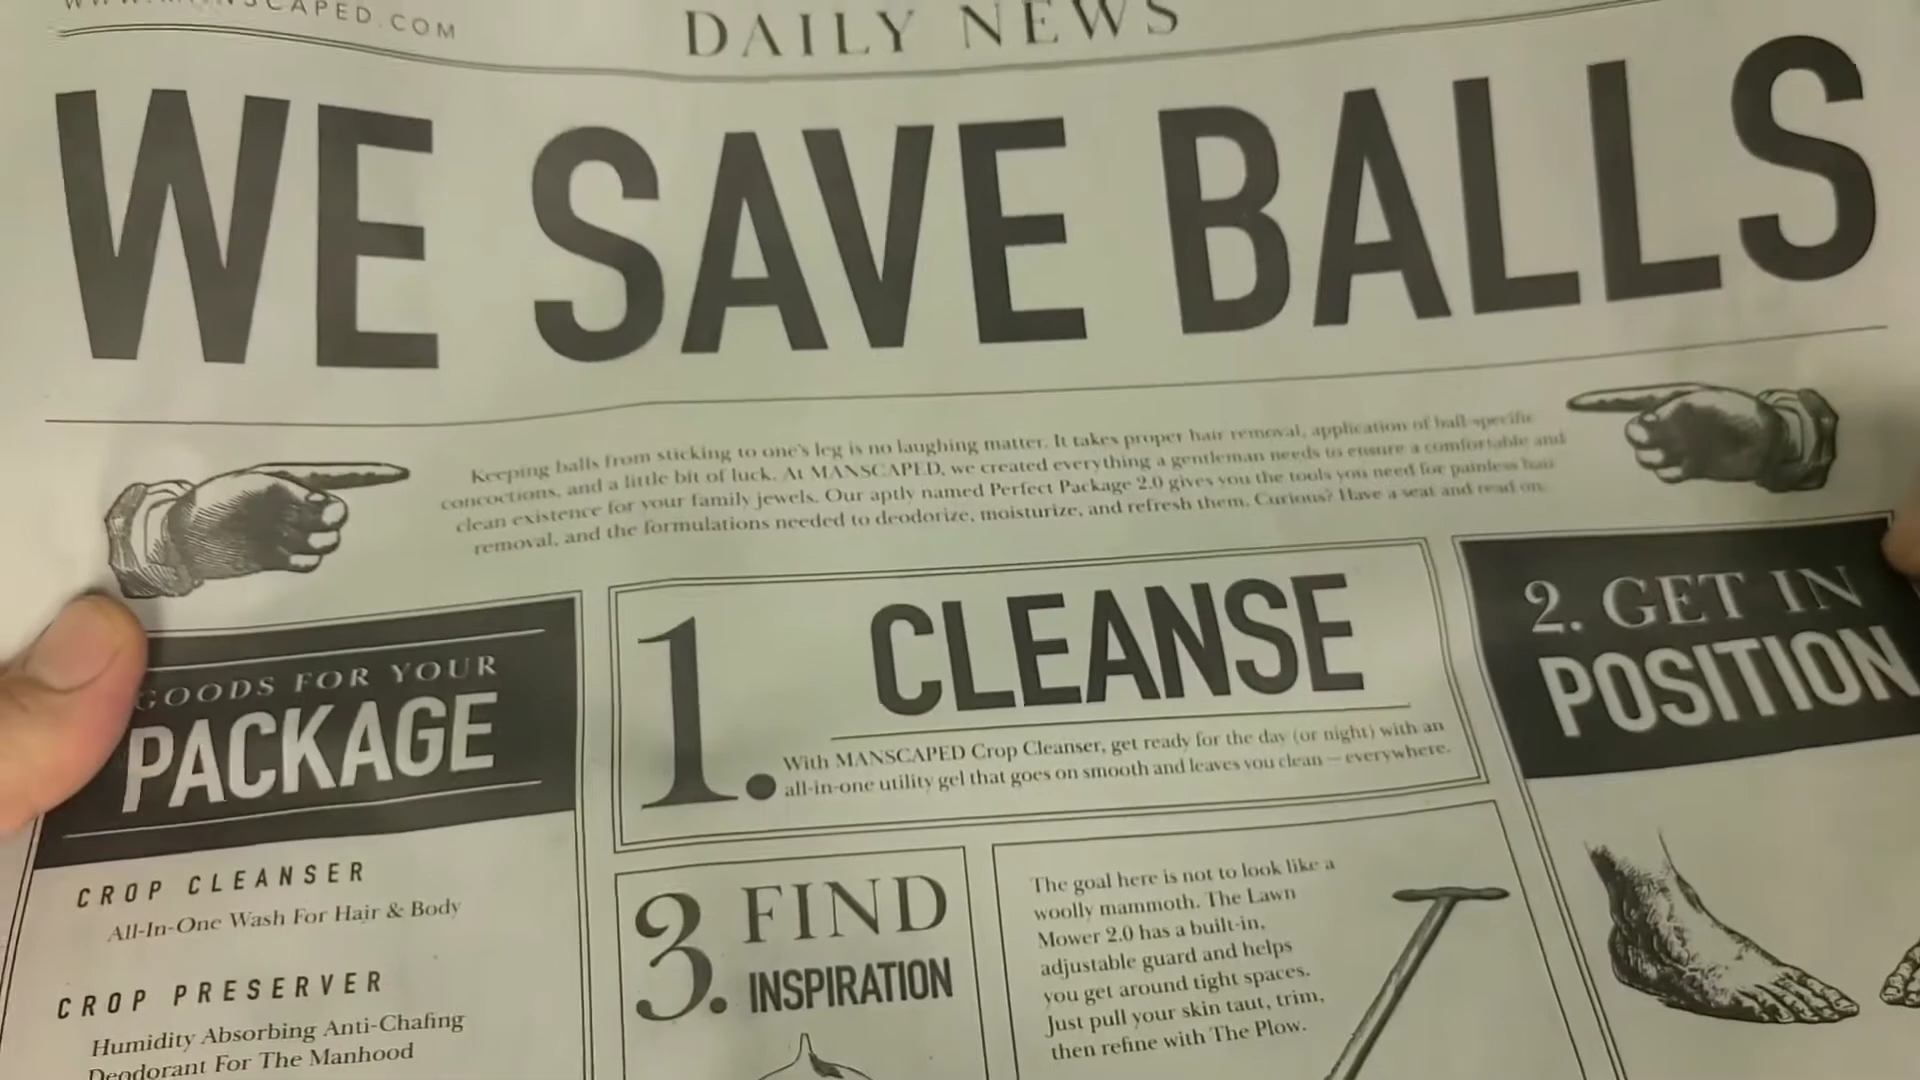 DAILY NEWS
WE SAVE BALLS
Keeping balls from sticking to one's leg is no laughing matter. It takes proper hair removal, application of ball-specific
concoctions, and a little bit of luck. At MANSCAPED, we created everything a gentleman needs to ensure a comfortable and
clean existence for your family jewels. Our aptly named Perfect Package 2.0 gives you the tools you need for painless hair
removal, and the formulations needed to deodorize, moisturize, and refresh them. Curious? Have a seat and read on.
GOODS FOR YOUR
PACKAGE
CROP CLEANSER
All-In-One Wash For Hair & Body
CROP PRESERVER
Humidity Absorbing Anti-Chafing
Deodorant For The Manhood
1. CLEANSE
With MANSCAPED Crop Cleanser, get ready for the day (or night) with an
all-in-one utility gel that goes on smooth and leaves you clean – everywhere.
2. GET IN
POSITION
3. FIND
INSPIRATION
The goal here is not to look like a
woolly mammoth. The Lawn
Mower 2.0 has a built-in,
adjustable guard and helps
you get around tight spaces.
Just pull your skin taut, trim,
then refine with The Plow.